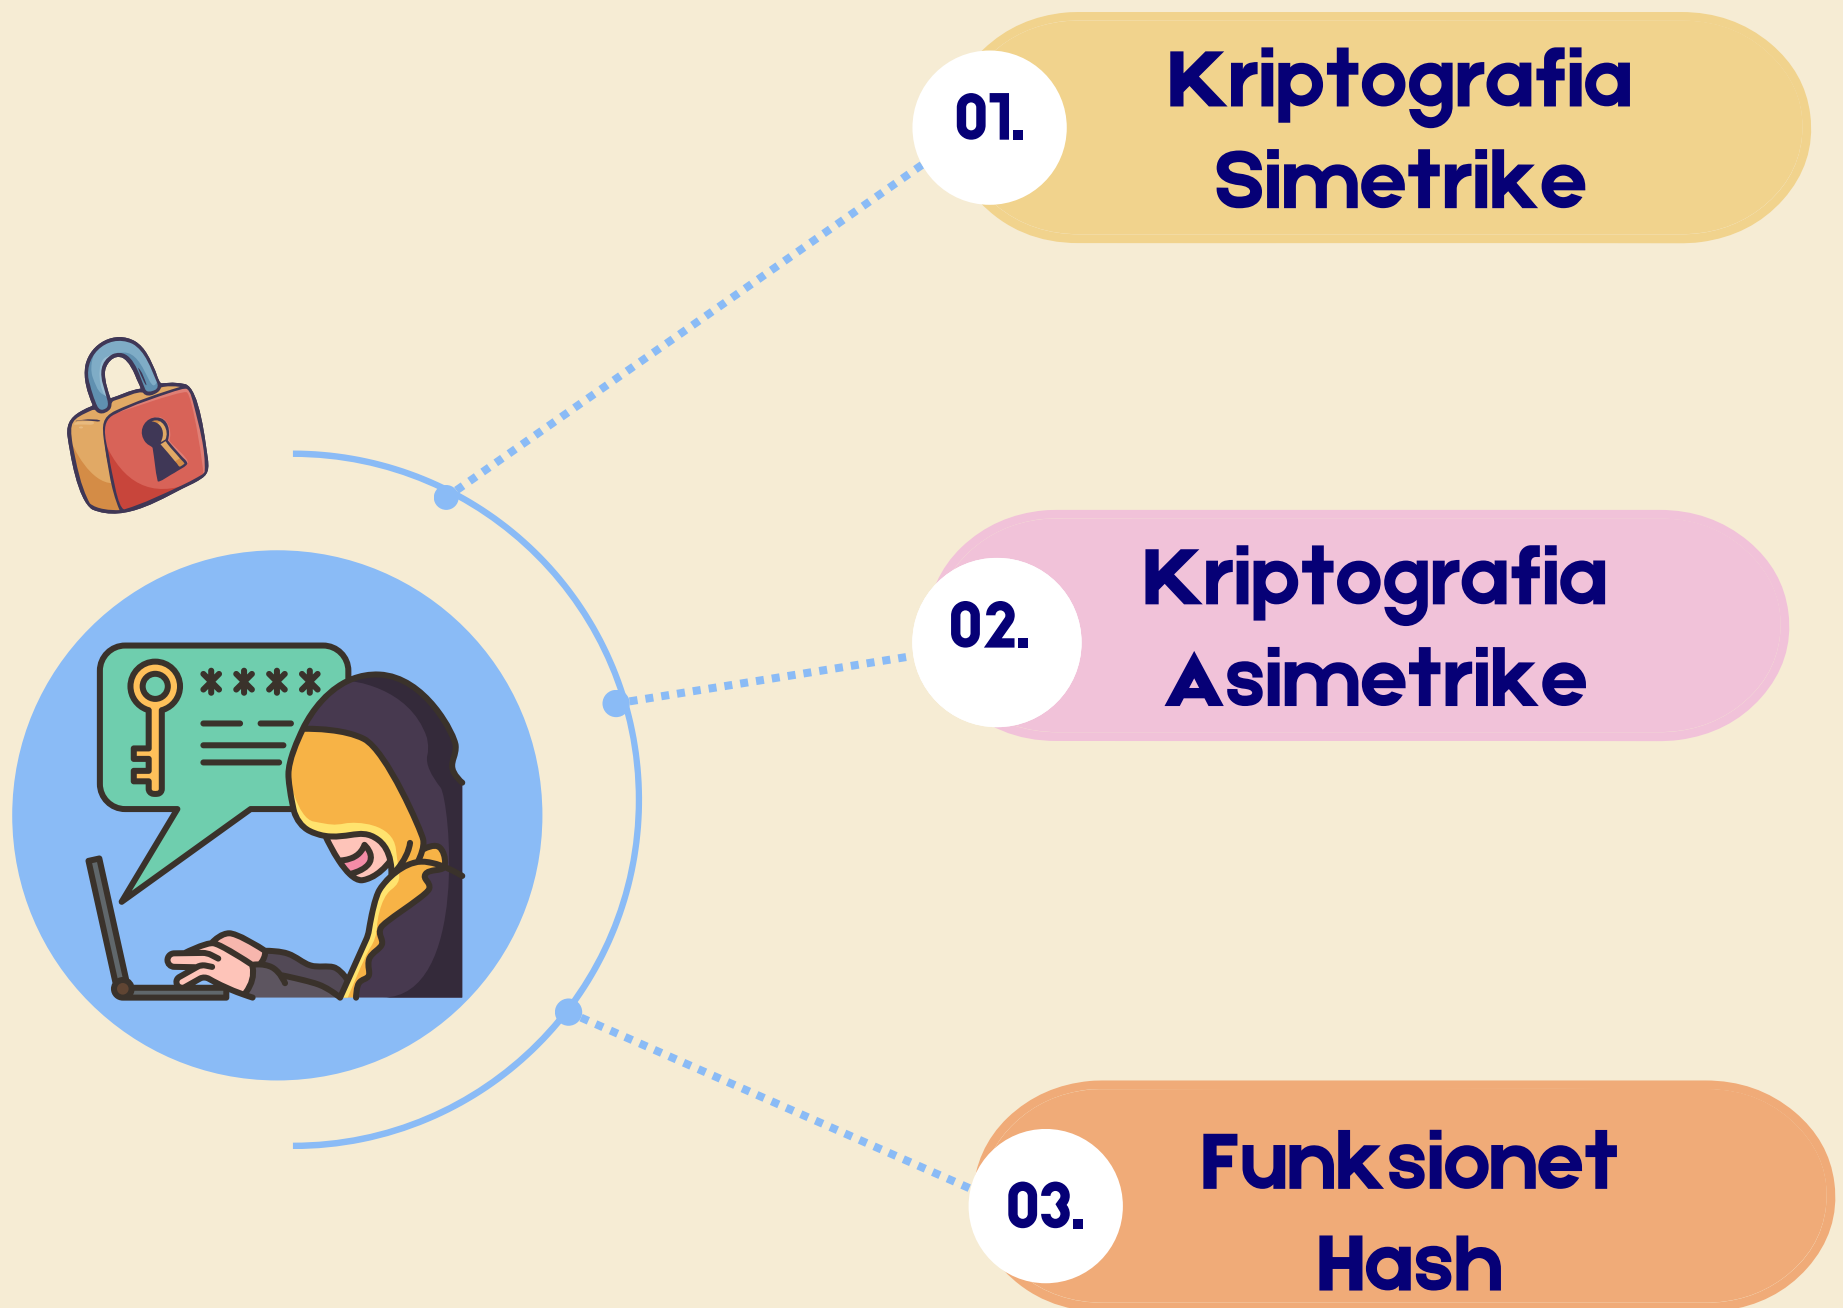 01.
Kriptografia
Simetrike
****
02.
Kriptografia
Asimetrike
03.
Funksionet
Hash